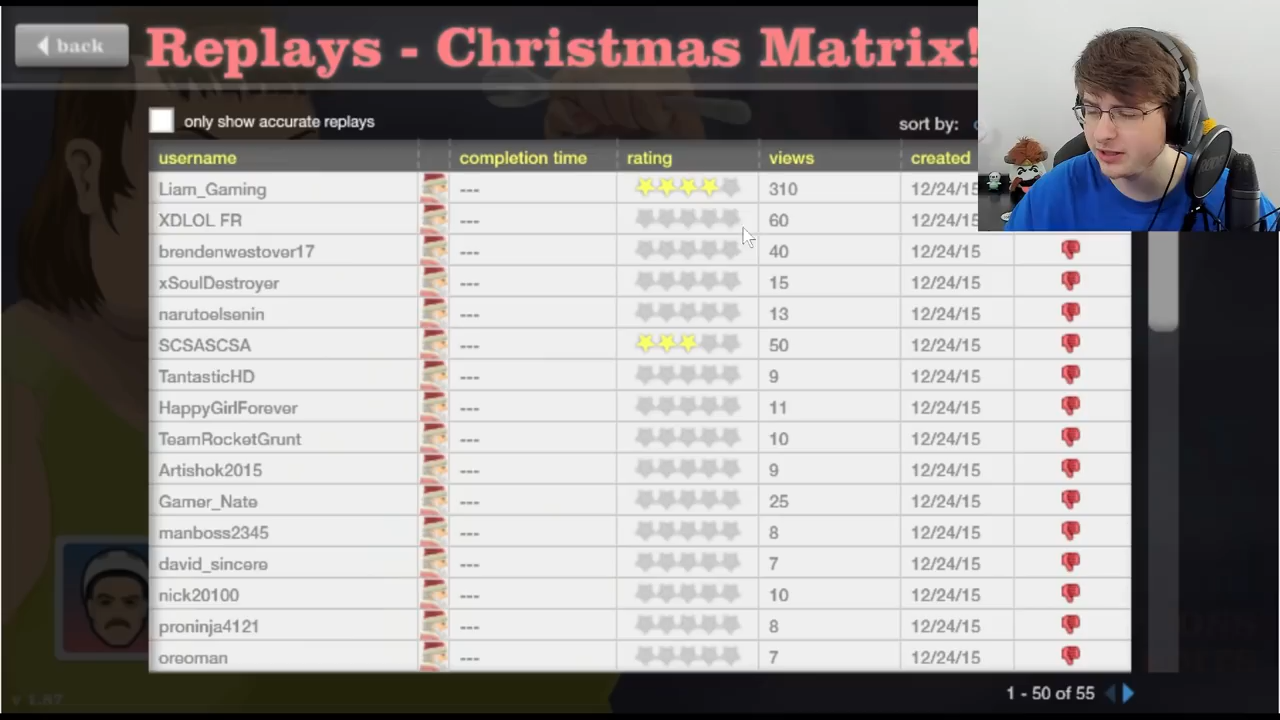 back
Replays - Christmas Matrix!
only show accurate replays
sort by:
username completion time rating views created
Liam_Gaming --- 310 12/24/15
XDLOL FR --- 60 12/24/15
brendenwestover17 --- 40 12/24/15
xSoulDestroyer --- 15 12/24/15
narutoelsenin --- 13 12/24/15
SCSASCSA --- 50 12/24/15
TantasticHD --- 9 12/24/15
HappyGirlForever --- 11 12/24/15
TeamRocketGrunt --- 10 12/24/15
Artishok2015 --- 9 12/24/15
Gamer_Nate --- 25 12/24/15
manboss2345 --- 8 12/24/15
david_sincere --- 7 12/24/15
nick20100 --- 10 12/24/15
proninja4121 --- 8 12/24/15
oreoman --- 7 12/24/15
v 1.87
1 - 50 of 55